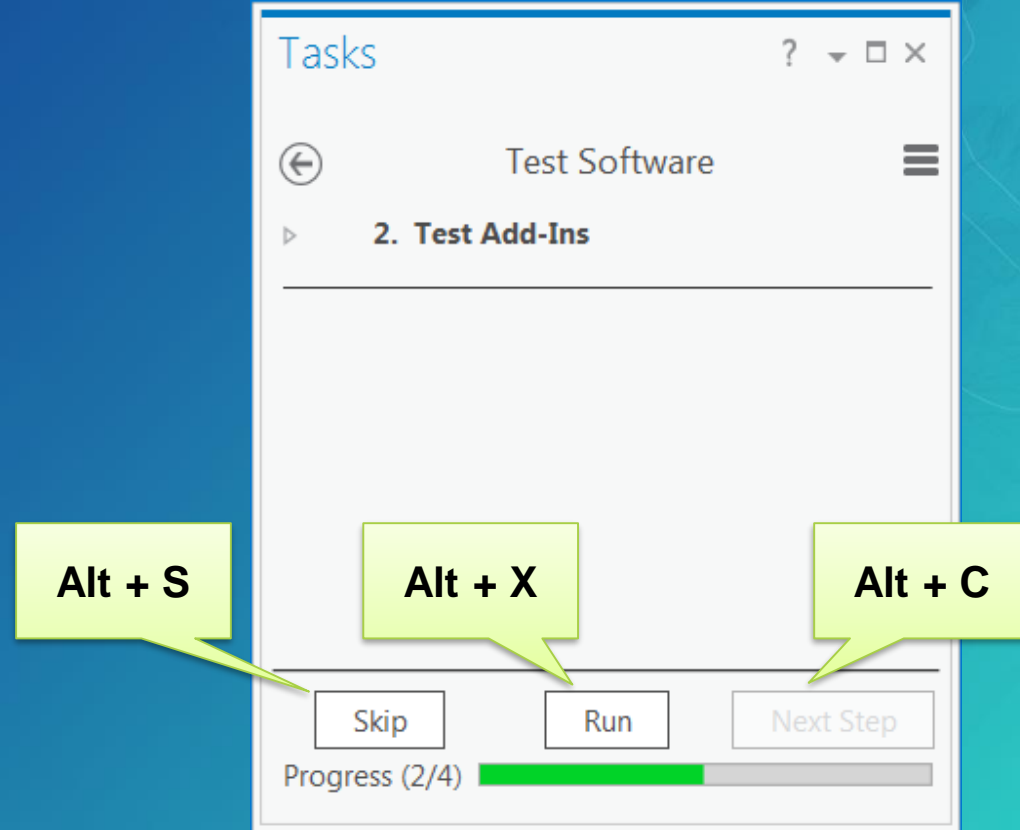 Tasks ?
Test Software
2. Test Add-Ins
Alt + S
Alt + X
Alt + C
Skip
Run
Next Step
Progress (2/4)